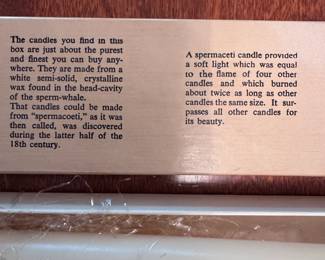 The candles you find in this
box are just about the purest
and finest you can buy any-
where. They are made from a
white semi-solid, crystalline
wax found in the head-cavity
of the sperm-whale.
That candles could be made
from "spermacoti," as it was
then called, was discovered
during the latter half of the
18th century.
A spermaceti candle provided
a soft light which was equal
to the flame of four other
candles and which burned
about twice as long as other
candles the same size. It sur-
passes all other candles for
its beauty.